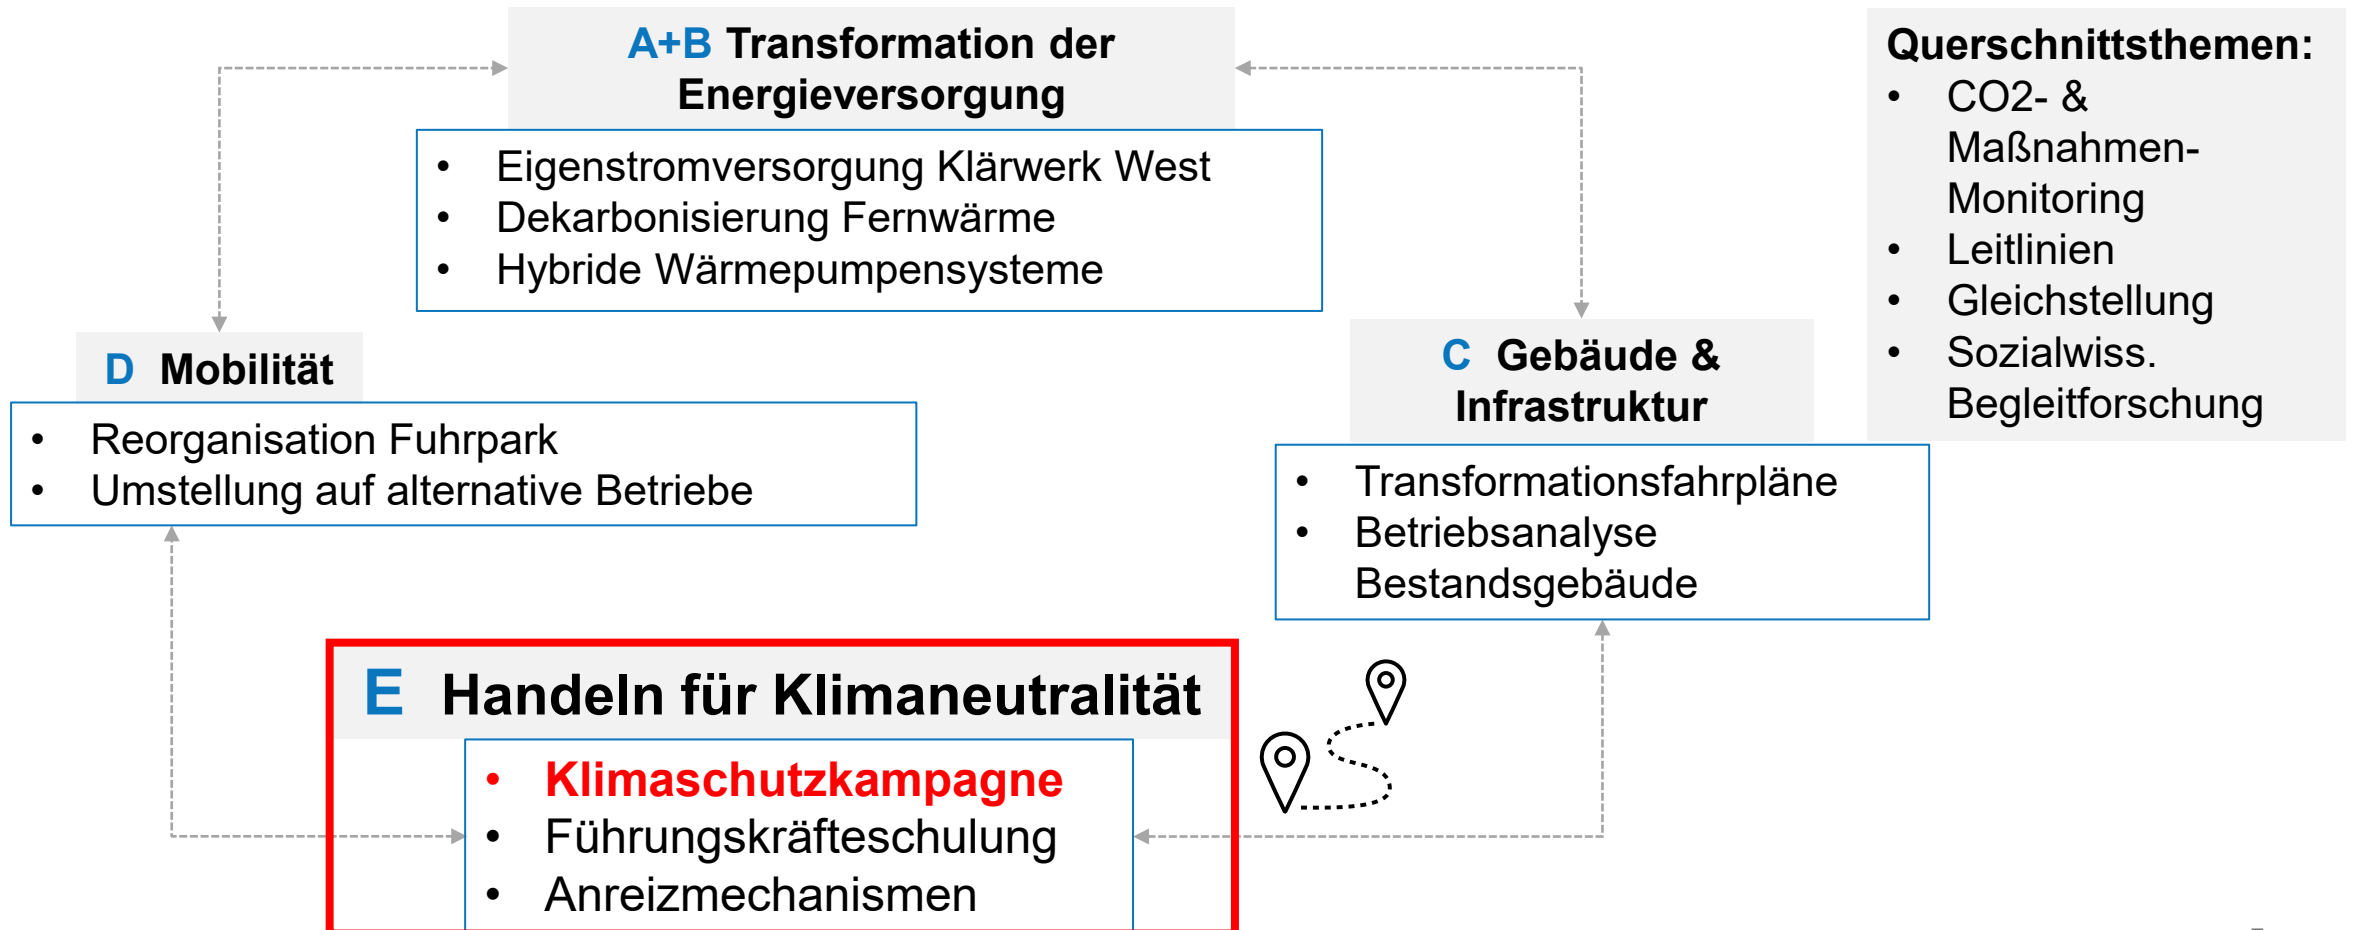 A+B Transformation der
Energieversorgung
• Eigenstromversorgung Klärwerk West
• Dekarbonisierung Fernwärme
• Hybride Wärmepumpensysteme
Querschnittsthemen:
• CO2- &
Maßnahmen-
Monitoring
• Leitlinien
• Gleichstellung
• Sozialwiss.
Begleitforschung
D Mobilität
• Reorganisation Fuhrpark
• Umstellung auf alternative Betriebe
C Gebäude &
Infrastruktur
• Transformationsfahrpläne
• Betriebsanalyse
Bestandsgebäude
E Handeln für Klimaneutralität
• Klimaschutzkampagne
• Führungskräfteschulung
• Anreizmechanismen